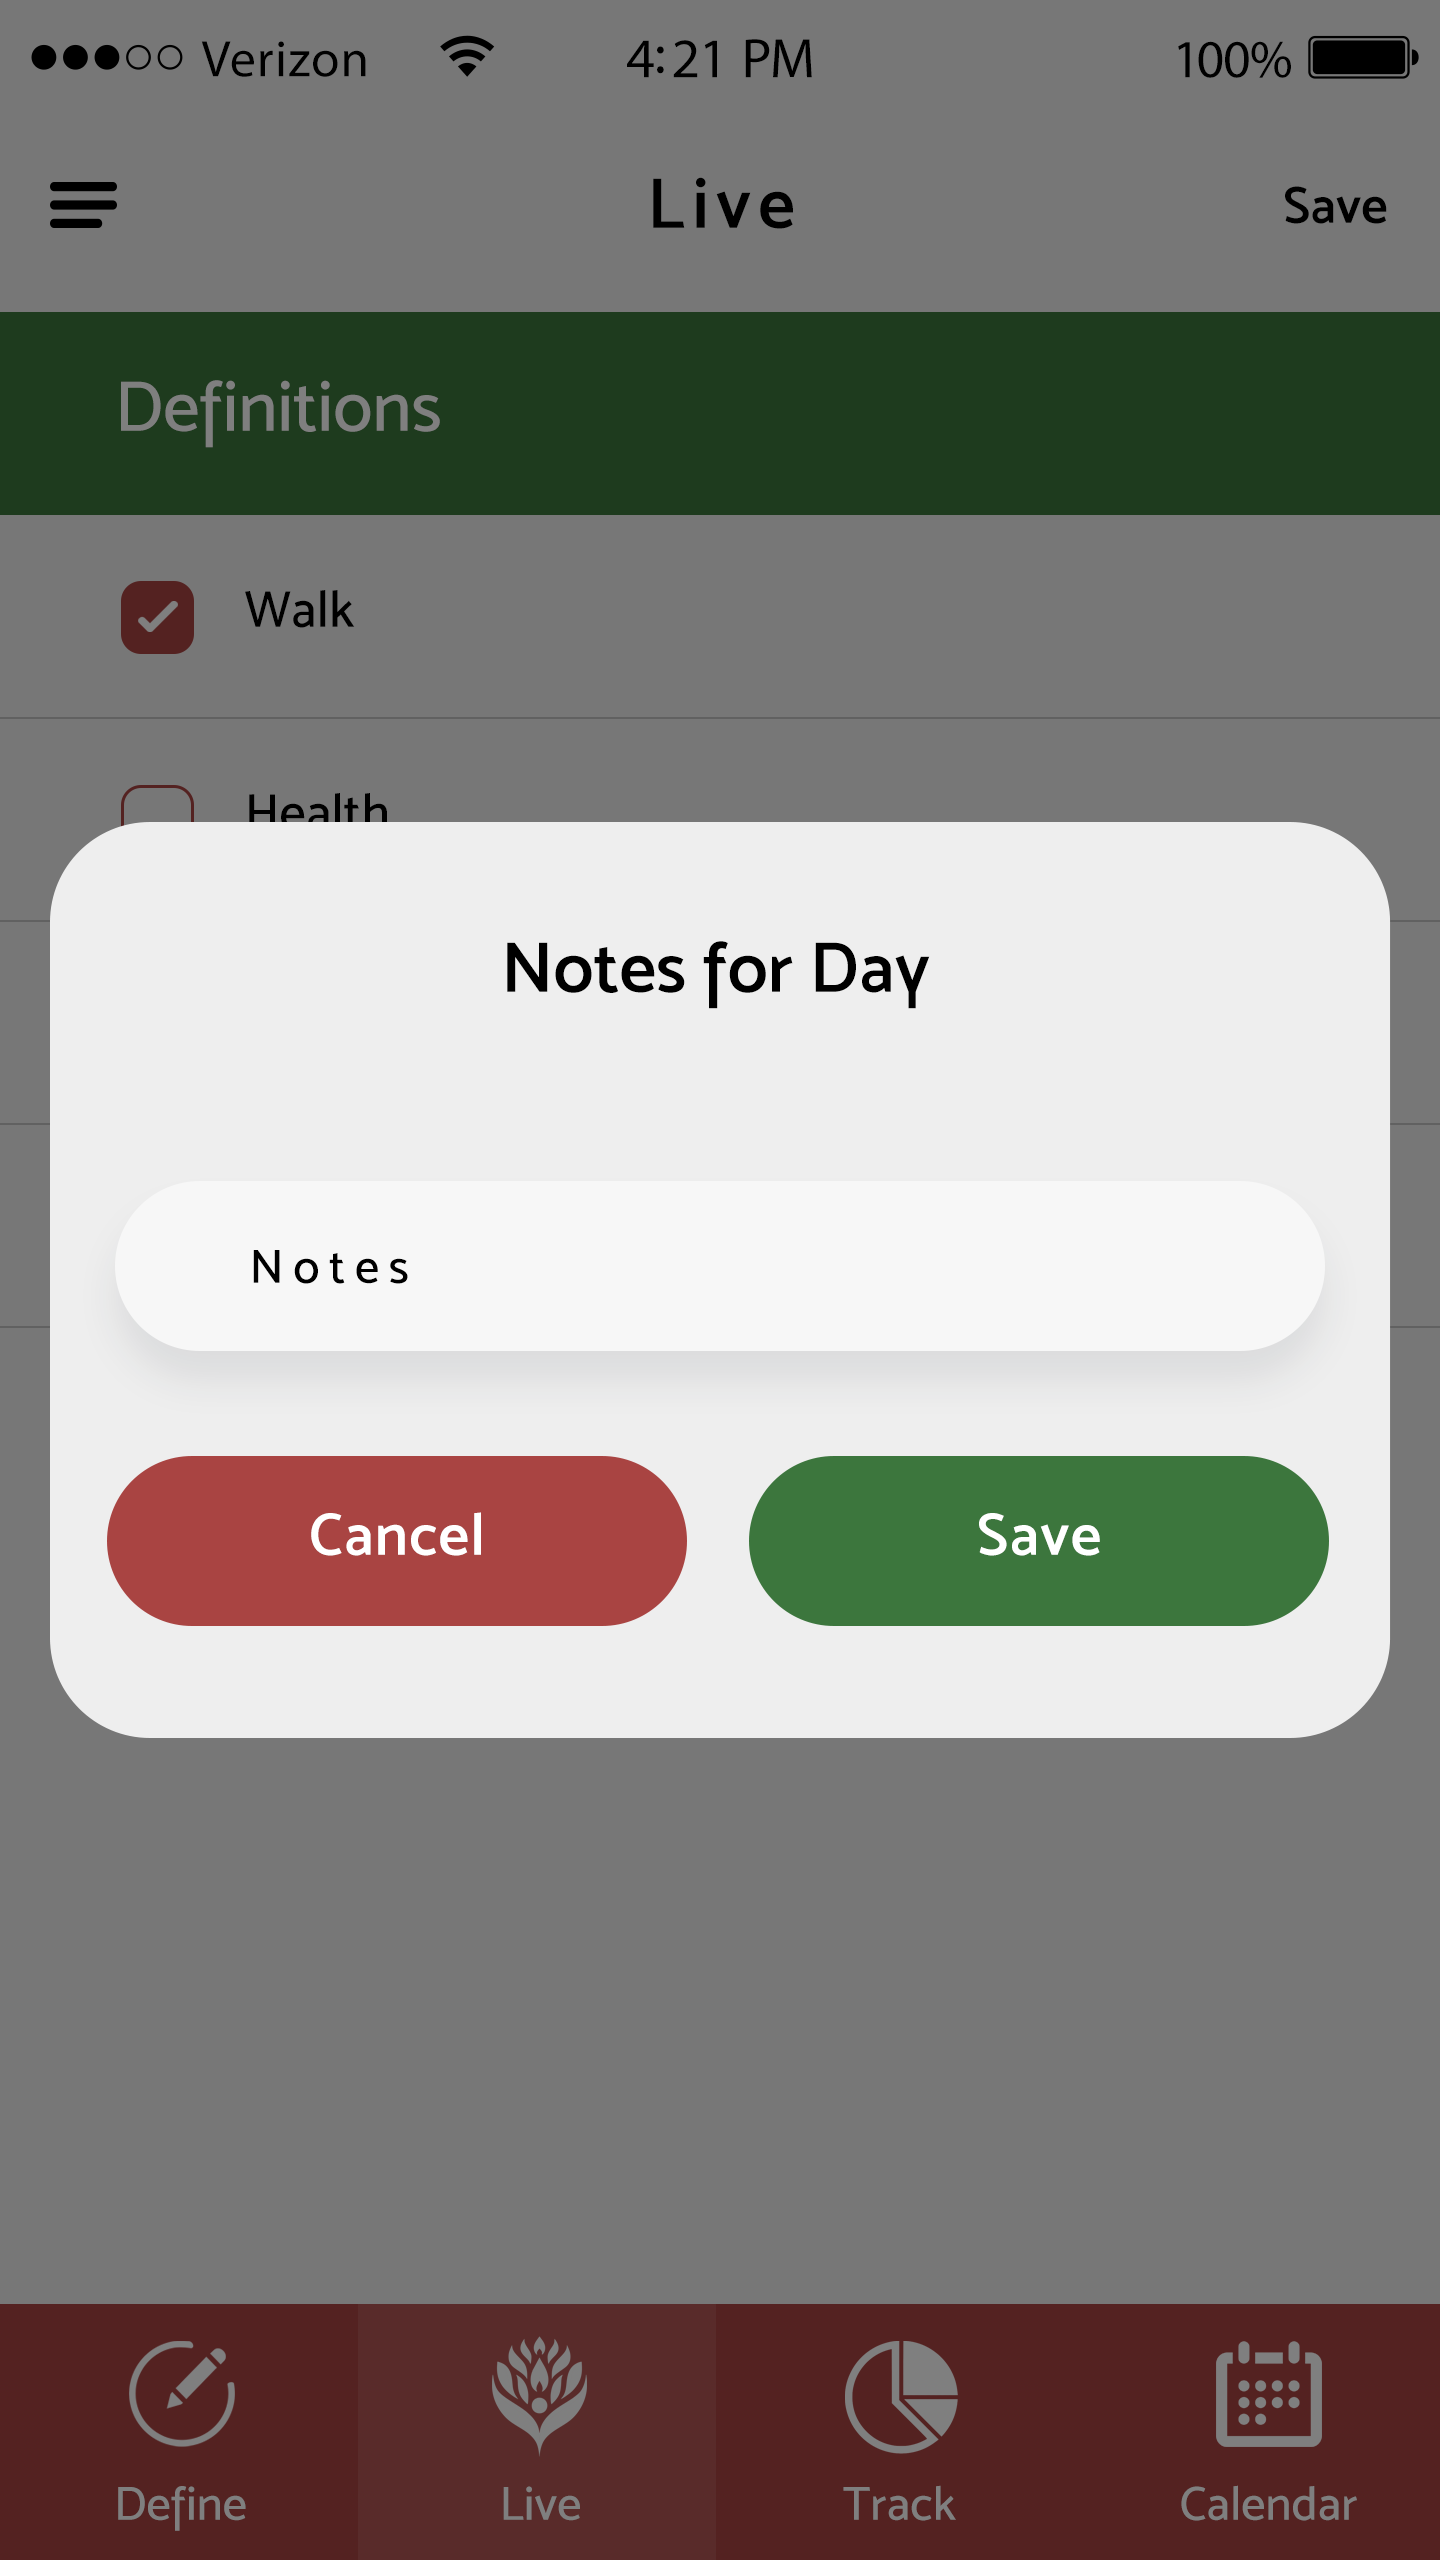 Verizon 4:21 PM 100%
Live Save
Definitions
Walk
Health
Notes for Day
Notes
Cancel Save
Define Live Track Calendar